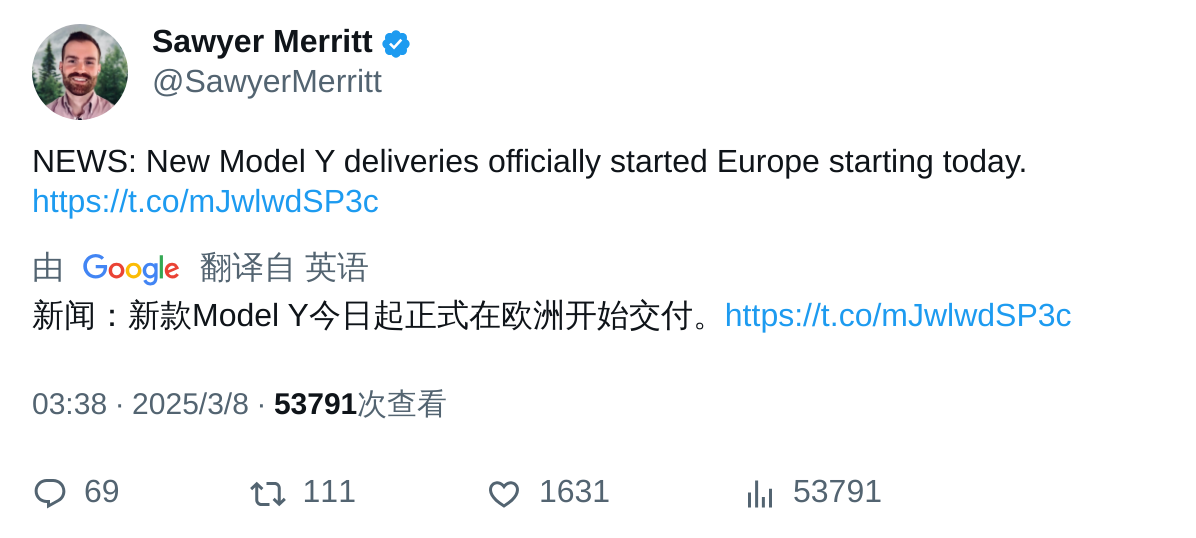 Sawyer Merritt
@SawyerMerritt
NEWS: New Model Y deliveries officially started Europe starting today.
https://t.co/mJwlwdSP3c
由 Google 翻译自 英语
新闻：新款Model Y今日起正式在欧洲开始交付。https://t.co/mJwlwdSP3c
03:38 · 2025/3/8 · 53791次查看
69 111 1631 53791